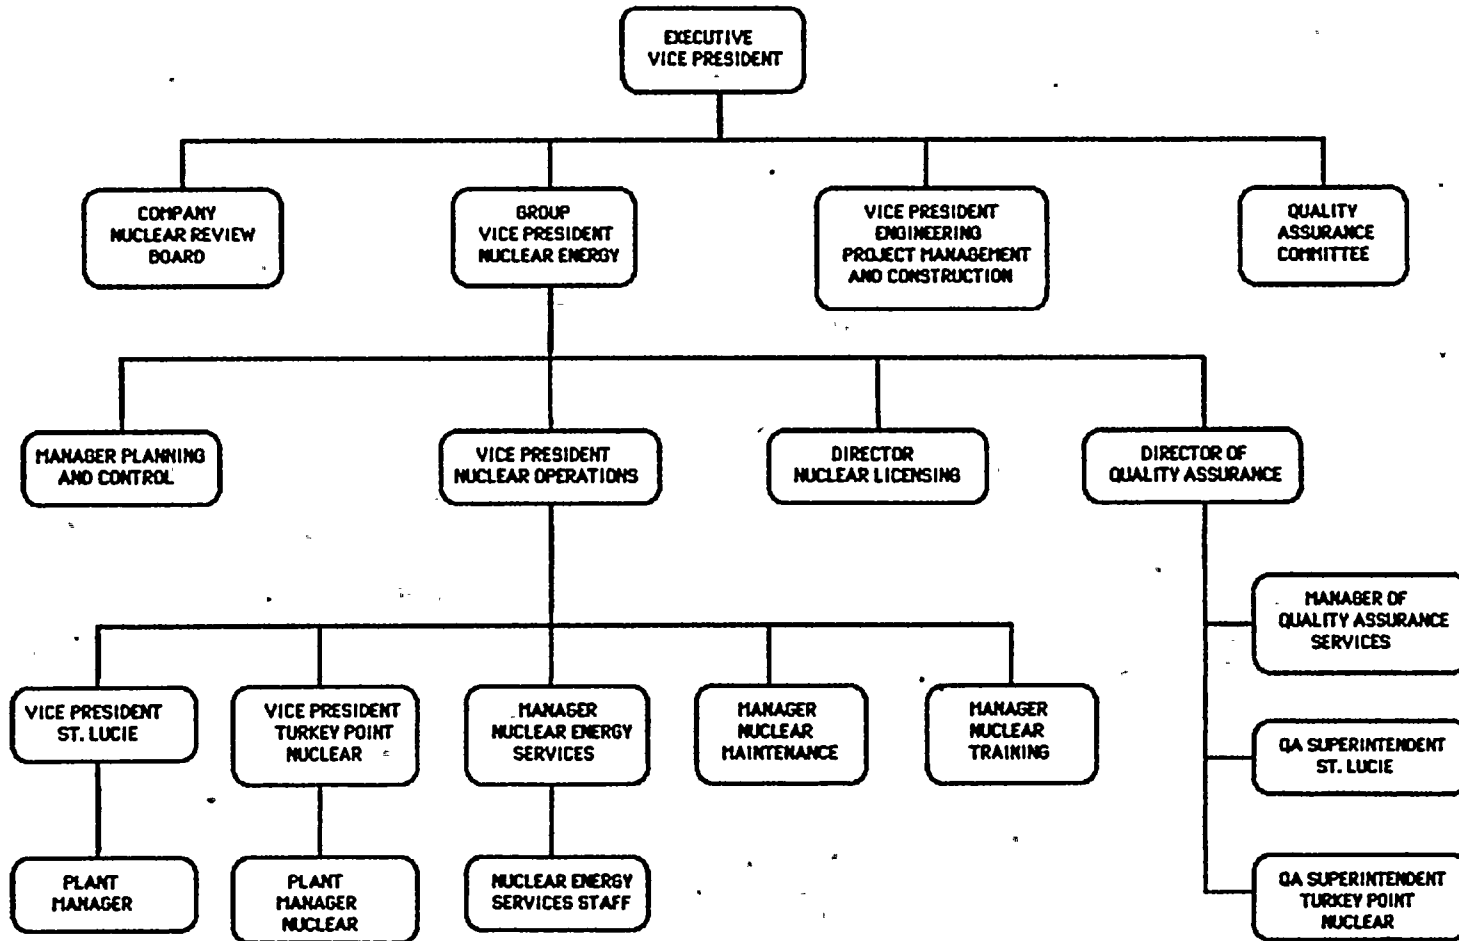 EXECUTIVE
VICE PRESIDENT
COMPANY
NUCLEAR REVIEW
BOARD
GROUP
VICE PRESIDENT
NUCLEAR ENERGY
VICE PRESIDENT
ENGINEERING
PROJECT MANAGEMENT
AND CONSTRUCTION
QUALITY
ASSURANCE
COMMITTEE
MANAGER PLANNING
AND CONTROL
VICE PRESIDENT
NUCLEAR OPERATIONS
DIRECTOR
NUCLEAR LICENSING
DIRECTOR OF
QUALITY ASSURANCE
MANAGER OF
QUALITY ASSURANCE
SERVICES
VICE PRESIDENT
ST. LUCIE
VICE PRESIDENT
TURKEY POINT
NUCLEAR
MANAGER
NUCLEAR ENERGY
SERVICES
MANAGER
NUCLEAR
MAINTENANCE
MANAGER
NUCLEAR
TRAINING
QA SUPERINTENDENT
ST. LUCIE
PLANT
MANAGER
PLANT
MANAGER
NUCLEAR
NUCLEAR ENERGY
SERVICES STAFF
QA SUPERINTENDENT
TURKEY POINT
NUCLEAR